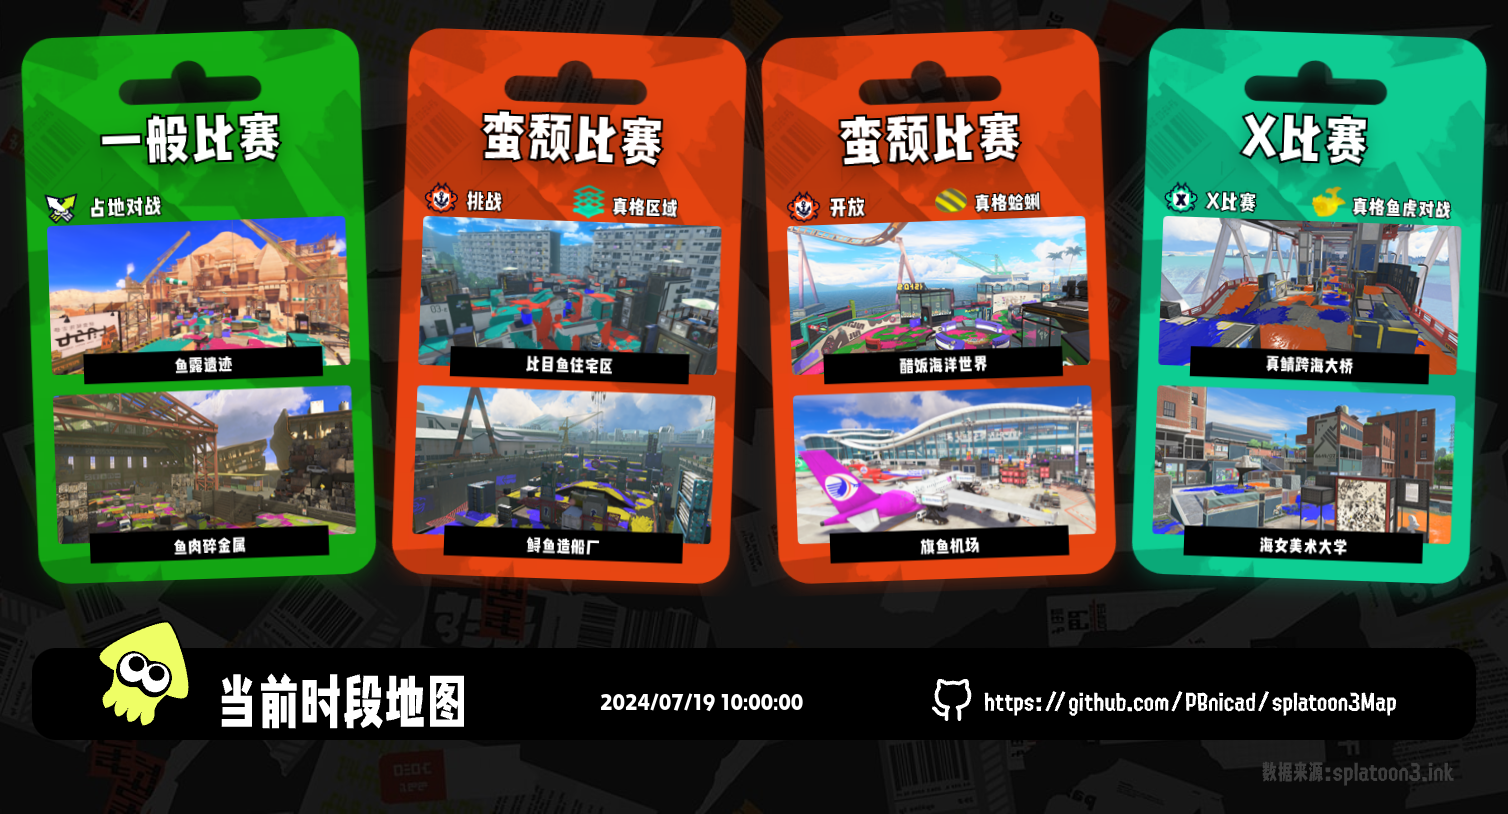 一般比赛
占地对战
鱼露遗迹
鱼肉碎金属
蛮颓比赛
挑战
真格区域
比目鱼住宅区
鲟鱼造船厂
蛮颓比赛
开放
真格蛤蜊
醋饭海洋世界
旗鱼机场
X比赛
X比赛
真格鱼虎对战
真鲭跨海大桥
海女美术大学
当前时段地图
2024/07/19 10:00:00
https://github.com/PBnicad/splatoon3Map
数据来源:splatoon3.ink